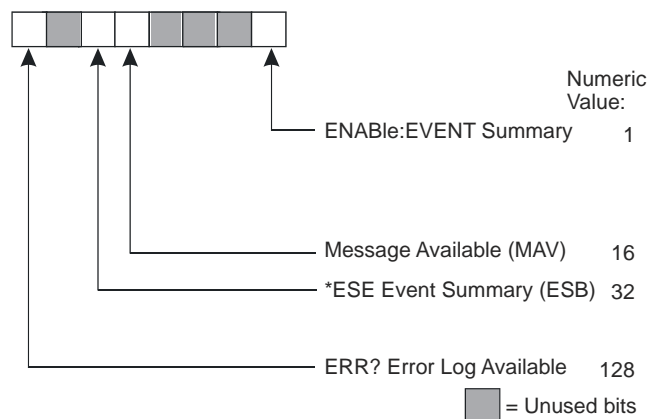 Numeric
Value:
ENABle:EVENT Summary 1
Message Available (MAV) 16
*ESE Event Summary (ESB) 32
ERR? Error Log Available 128
= Unused bits